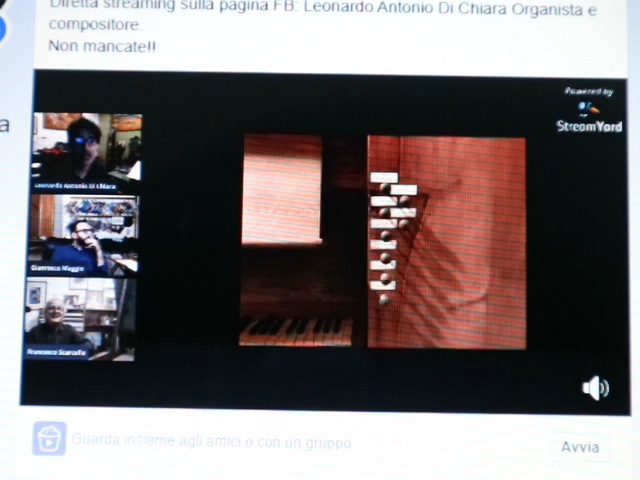 Diretta streaming sulla pagina FB: Leonardo Antonio Di Chiara Organista e
compositore.
Non mancate!!
a
Powered by
StreamYard
Leonardo Antonio Di Chiara
Gianrocco Maggio
Francesco Scarcella
Guarda insieme agli amici o con un gruppo
Avvia